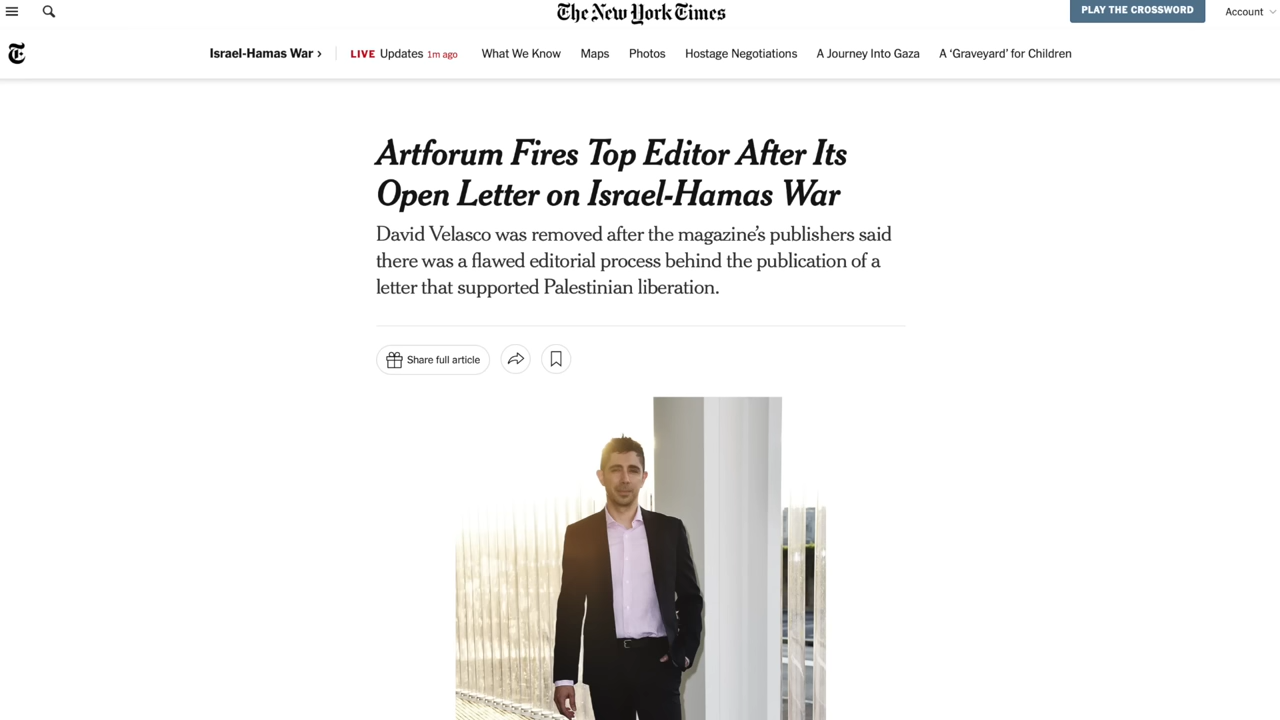 The New York Times
PLAY THE CROSSWORD
Account
T
Israel-Hamas War ›
LIVE Updates 1m ago
What We Know
Maps
Photos
Hostage Negotiations
A Journey Into Gaza
A ‘Graveyard’ for Children
Artforum Fires Top Editor After Its
Open Letter on Israel-Hamas War
David Velasco was removed after the magazine’s publishers said
there was a flawed editorial process behind the publication of a
letter that supported Palestinian liberation.
Share full article